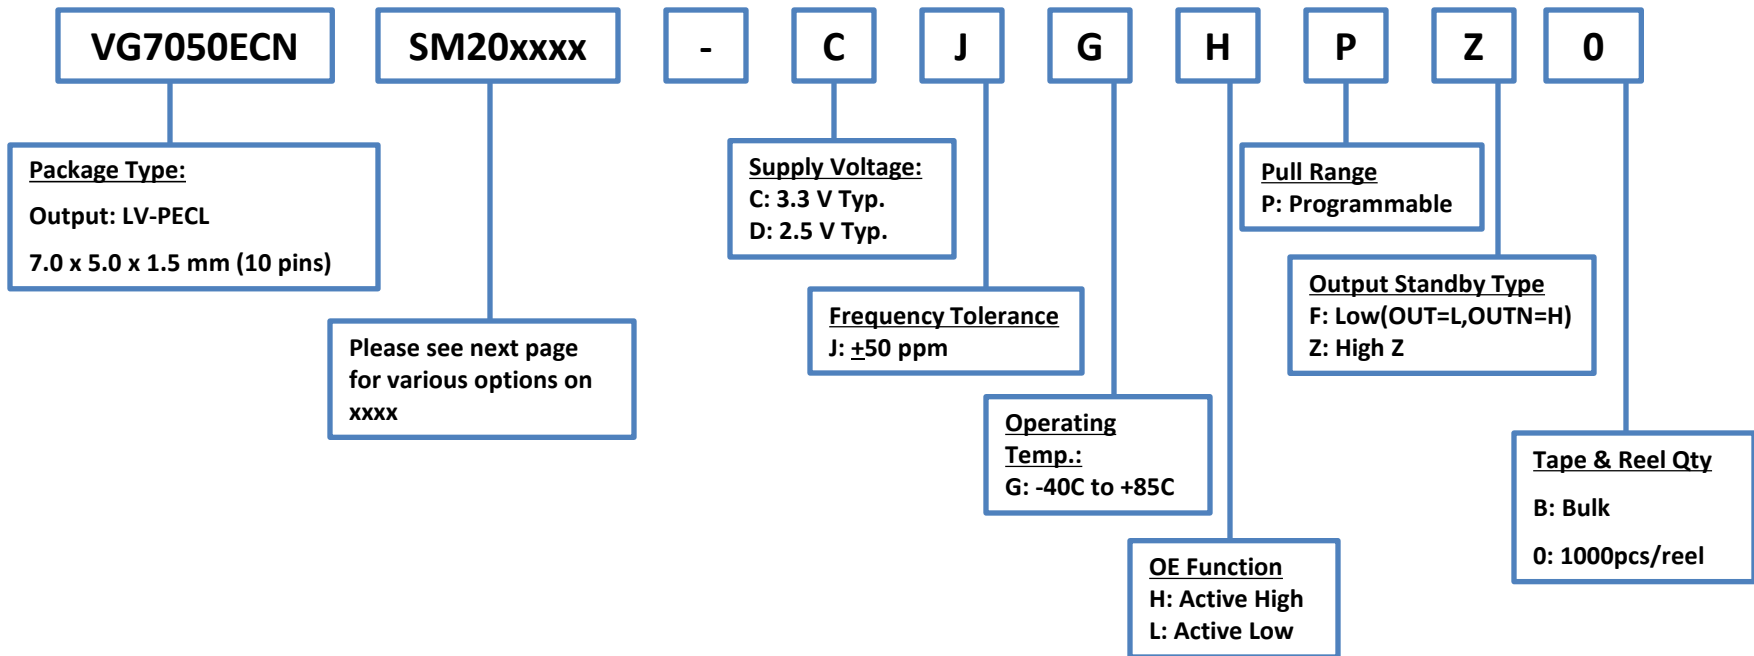 VG7050ECN SM20xxxx - C J G H P Z 0
Package Type:
Output: LV-PECL
7.0 x 5.0 x 1.5 mm (10 pins)
Please see next page
for various options on
xxxx
Supply Voltage:
C: 3.3 V Typ.
D: 2.5 V Typ.
Frequency Tolerance
J: ±50 ppm
Operating
Temp.:
G: -40C to +85C
OE Function
H: Active High
L: Active Low
Pull Range
P: Programmable
Output Standby Type
F: Low(OUT=L,OUTN=H)
Z: High Z
Tape & Reel Qty
B: Bulk
0: 1000pcs/reel